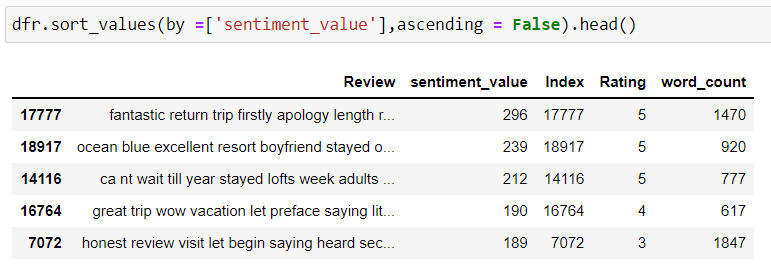 dfr.sort_values(by =['sentiment_value'],ascending = False).head()
Review sentiment_value Index Rating word_count
17777 fantastic return trip firstly apology length r... 296 17777 5 1470
18917 ocean blue excellent resort boyfriend stayed o... 239 18917 5 920
14116 ca nt wait till year stayed lofts week adults ... 212 14116 5 777
16764 great trip wow vacation let preface saying lit... 190 16764 4 617
7072 honest review visit let begin saying heard sec... 189 7072 3 1847